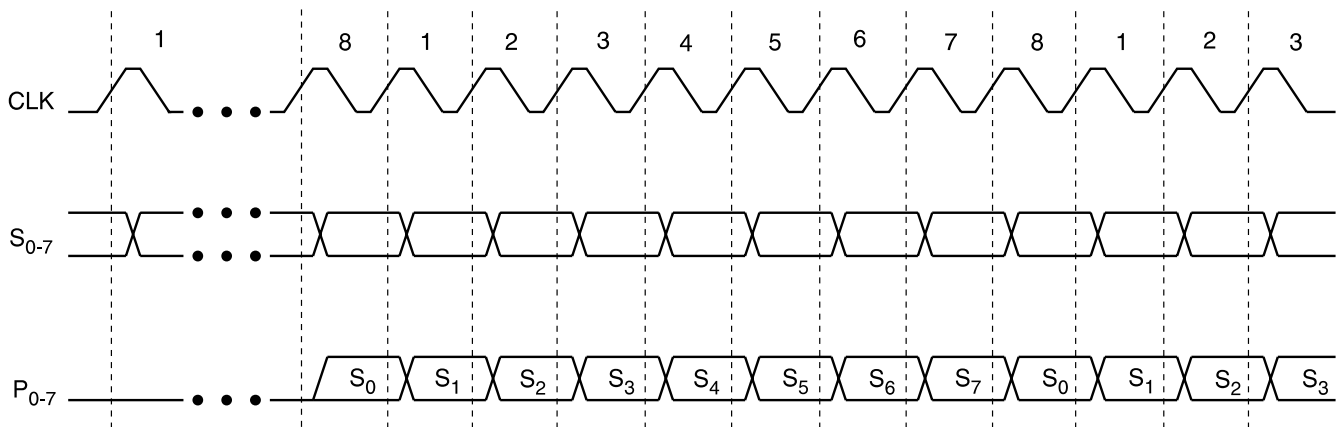 1 8 1 2 3 4 5 6 7 8 1 2 3
CLK
S₀₋₇
P₀₋₇ S₀ S₁ S₂ S₃ S₄ S₅ S₆ S₇ S₀ S₁ S₂ S₃